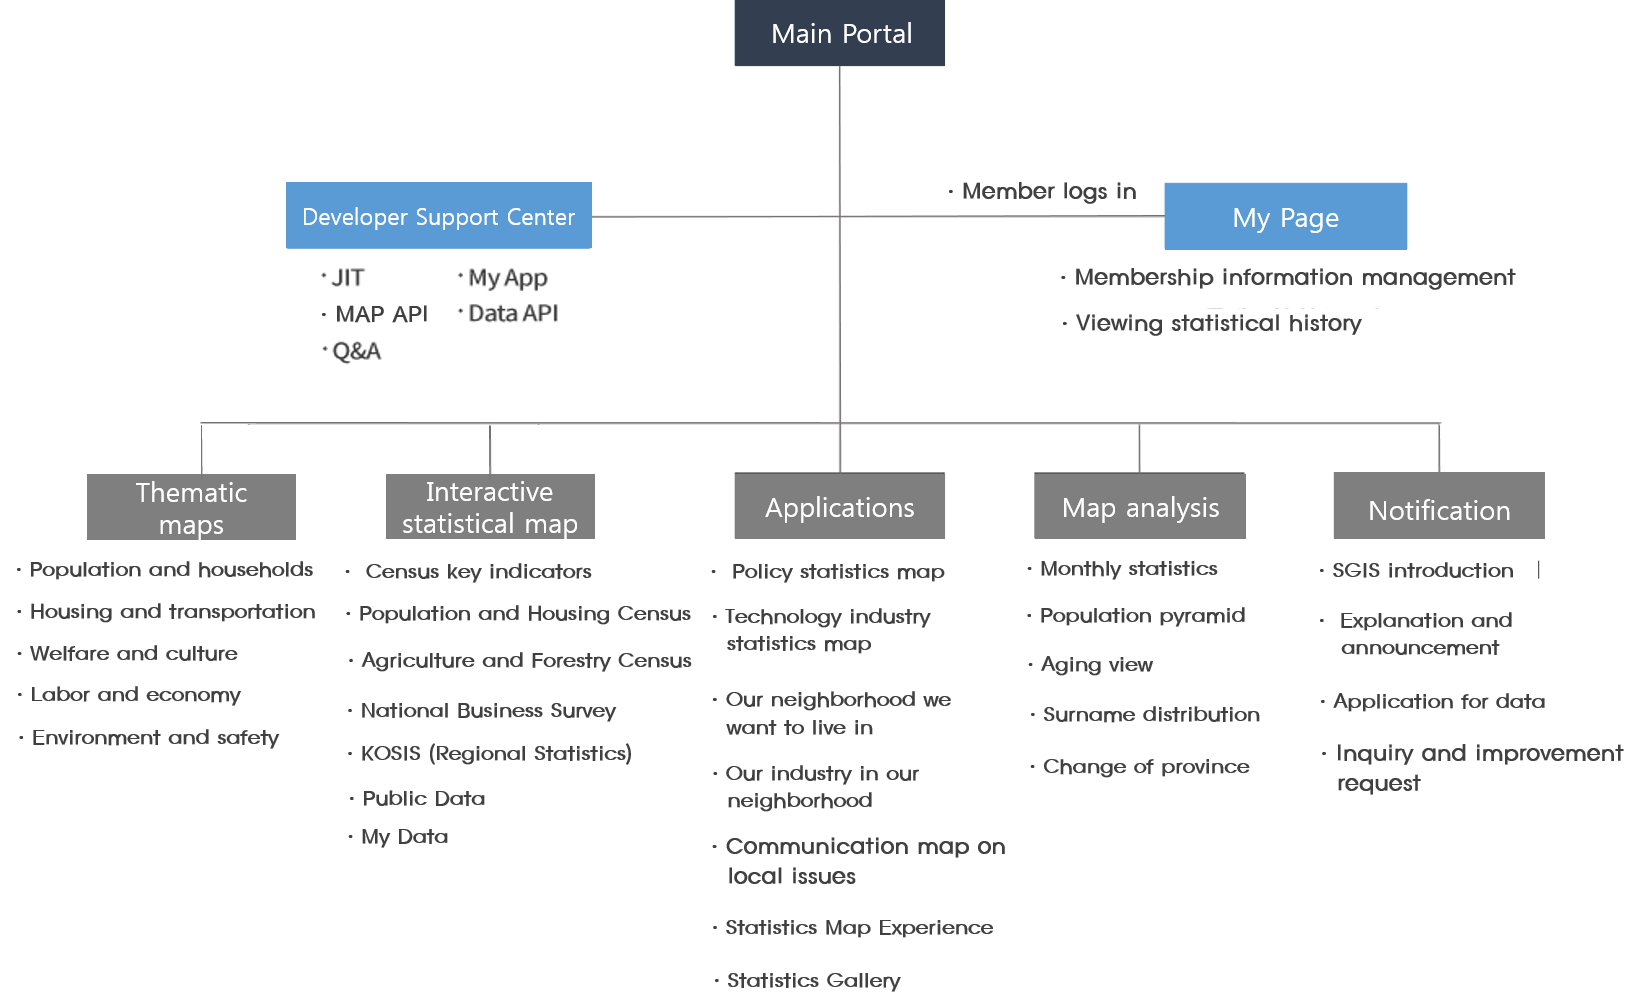 Main Portal
Developer Support Center
· Member logs in
My Page
· JIT
· My App
· MAP API
· Data API
· Q&A
· Membership information management
· Viewing statistical history
Thematic
maps
· Population and households
· Housing and transportation
· Welfare and culture
· Labor and economy
· Environment and safety
Interactive
statistical map
· Census key indicators
· Population and Housing Census
· Agriculture and Forestry Census
· National Business Survey
· KOSIS (Regional Statistics)
· Public Data
· My Data
Applications
· Policy statistics map
· Technology industry
statistics map
· Our neighborhood we
want to live in
· Our industry in our
neighborhood
· Communication map on
local issues
· Statistics Map Experience
· Statistics Gallery
Map analysis
· Monthly statistics
· Population pyramid
· Aging view
· Surname distribution
· Change of province
Notification
· SGIS introduction
· Explanation and
announcement
· Application for data
· Inquiry and improvement
request